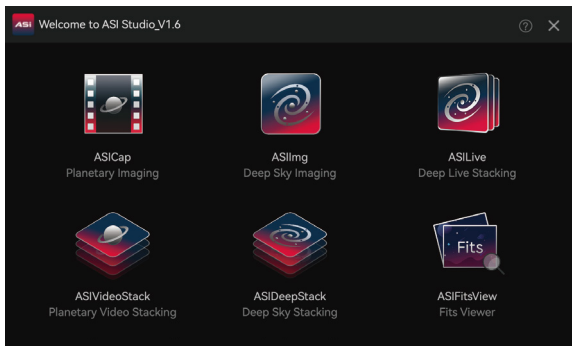 ASI Welcome to ASI Studio_V1.6 ?
ASICap ASIImg ASILive
Planetary Imaging Deep Sky Imaging Deep Live Stacking
Fits
ASIVideoStack ASIDeepStack ASIFitsView
Planetary Video Stacking Deep Sky Stacking Fits Viewer